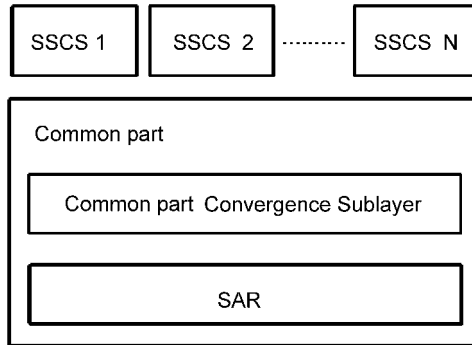 SSCS 1
SSCS 2
SSCS N
Common part
Common part Convergence Sublayer
SAR